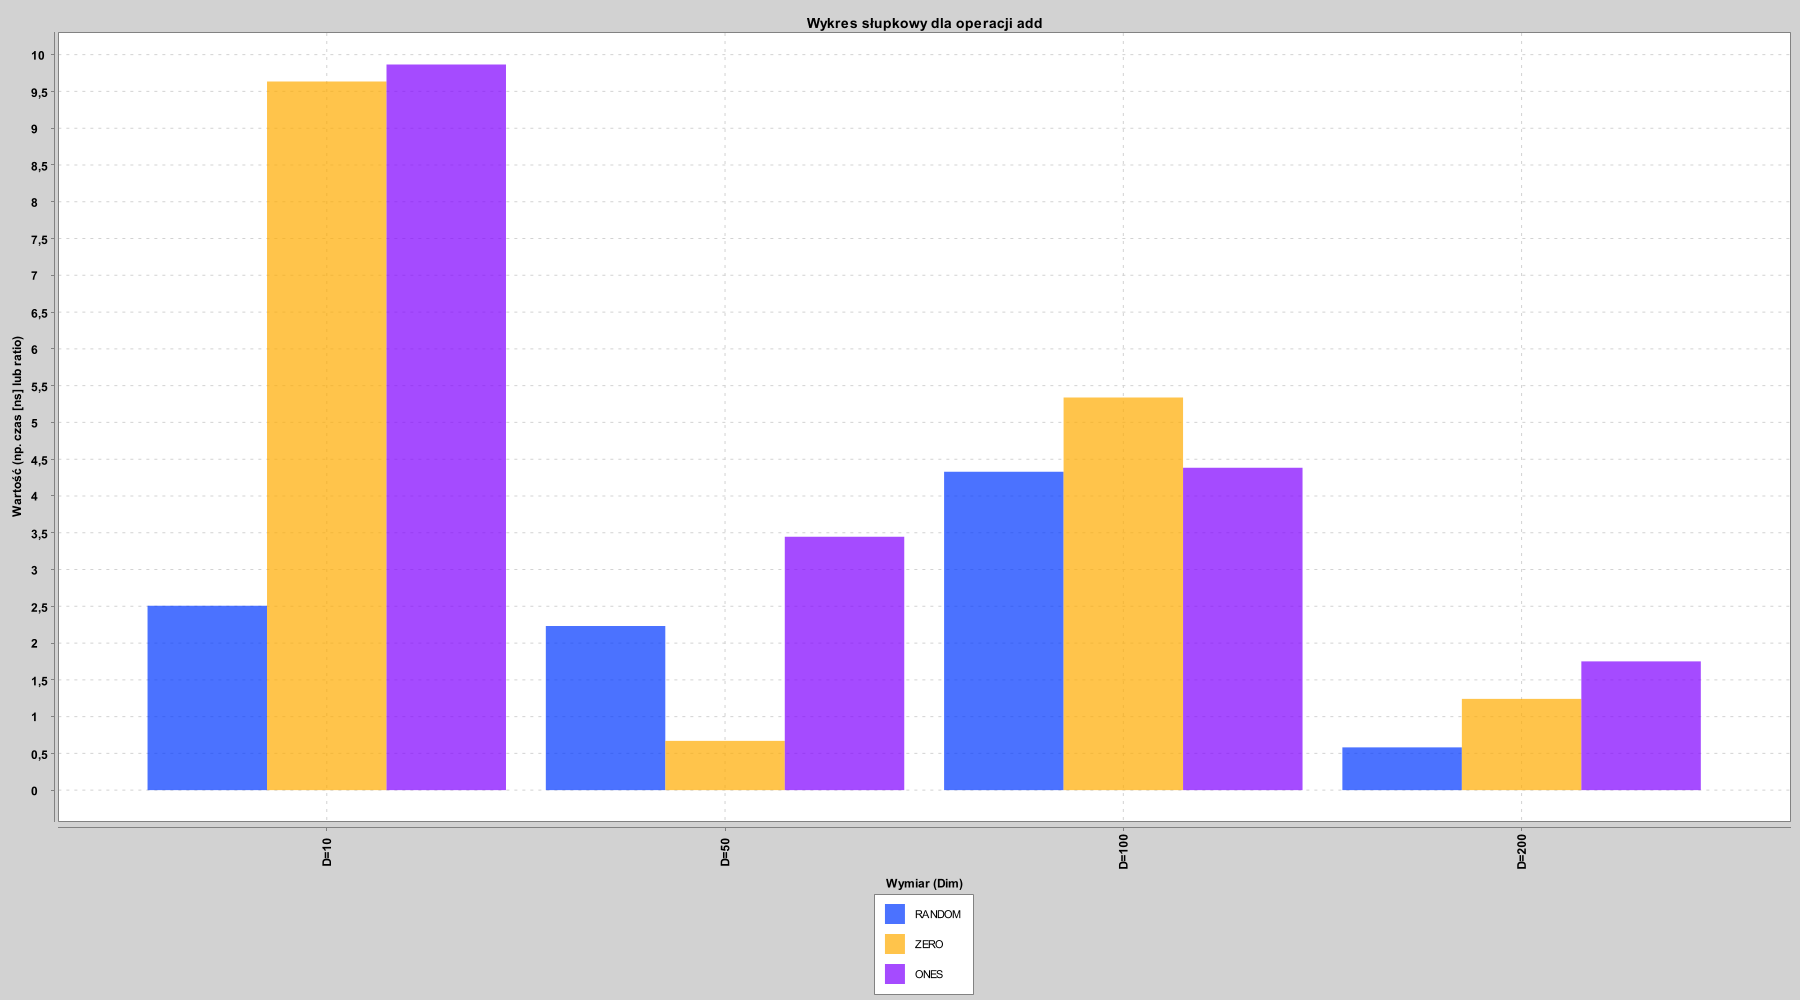 Wykres słupkowy dla operacji add
Wartość (np. czas [ns] lub ratio)
10
9,5
9
8,5
8
7,5
7
6,5
6
5,5
5
4,5
4
3,5
3
2,5
2
1,5
1
0,5
0
D=10
D=50
D=100
D=200
Wymiar (Dim)
RANDOM
ZERO
ONES